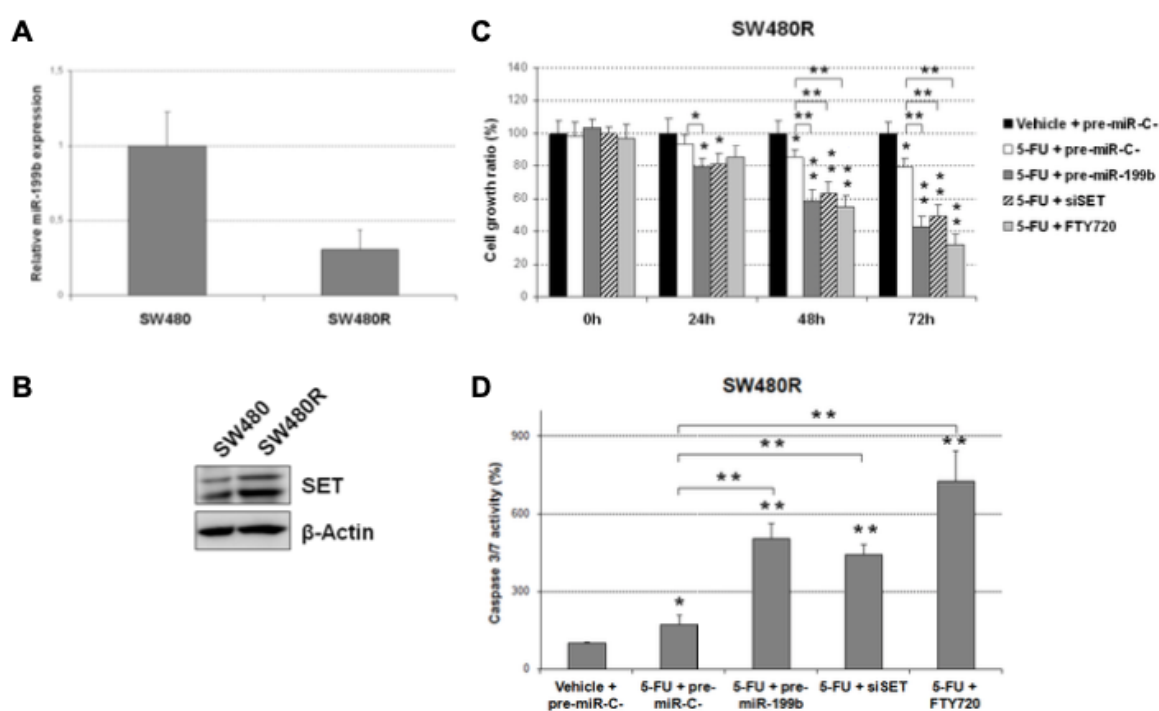 A
1,5
1
0,5
0
Relative miR-199b expression
SW480
SW480R
B
SW480
SW480R
SET
β-Actin
C
SW480R
140
120
100
80
60
40
20
0
Cell growth ratio (%)
**
**
**
*
**
**
**
*
*
*
*
**
**
**
*
**
**
**
0h
24h
48h
72h
Vehicle + pre-miR-C-
5-FU + pre-miR-C-
5-FU + pre-miR-199b
5-FU + siSET
5-FU + FTY720
D
SW480R
900
600
300
0
Caspase 3/7 activity (%)
**
**
**
*
**
**
**
Vehicle +
pre-miR-C-
5-FU + pre-
miR-C-
5-FU + pre-
miR-199b
5-FU + siSET
5-FU +
FTY720